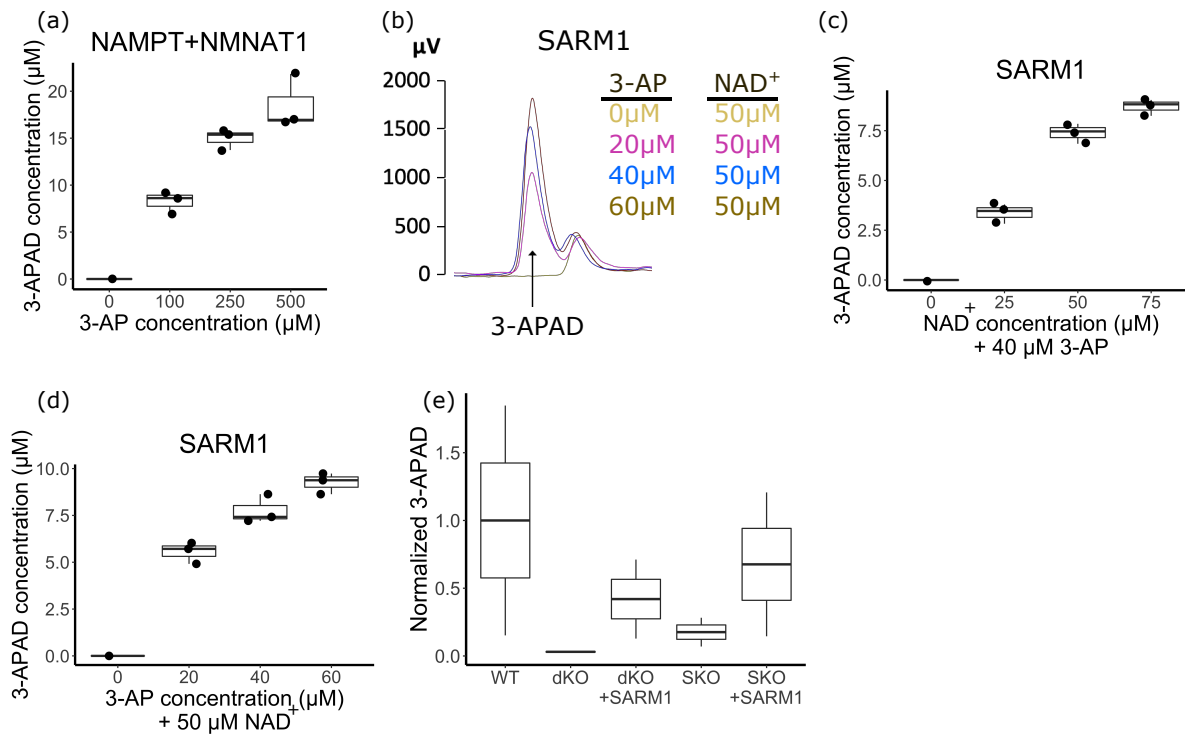 (a)
NAMPT+NMNAT1
3-APAD concentration (µM)
20
15
10
5
0
0
100
250
500
3-AP concentration (µM)
(b)
SARM1
µV
2000
1500
1000
500
0
3-AP NAD+
0µM 50µM
20µM 50µM
40µM 50µM
60µM 50µM
3-APAD
(c)
SARM1
3-APAD concentration (µM)
7.5
5.0
2.5
0.0
0 25 50 75
NAD+ concentration (µM)
+ 40 µM 3-AP
(d)
SARM1
3-APAD concentration (µM)
10.0
7.5
5.0
2.5
0.0
0 20 40 60
3-AP concentration (µM)
+ 50 µM NAD+
(e)
Normalized 3-APAD
1.5
1.0
0.5
0.0
WT
dKO
dKO
+SARM1
SKO
SKO
+SARM1